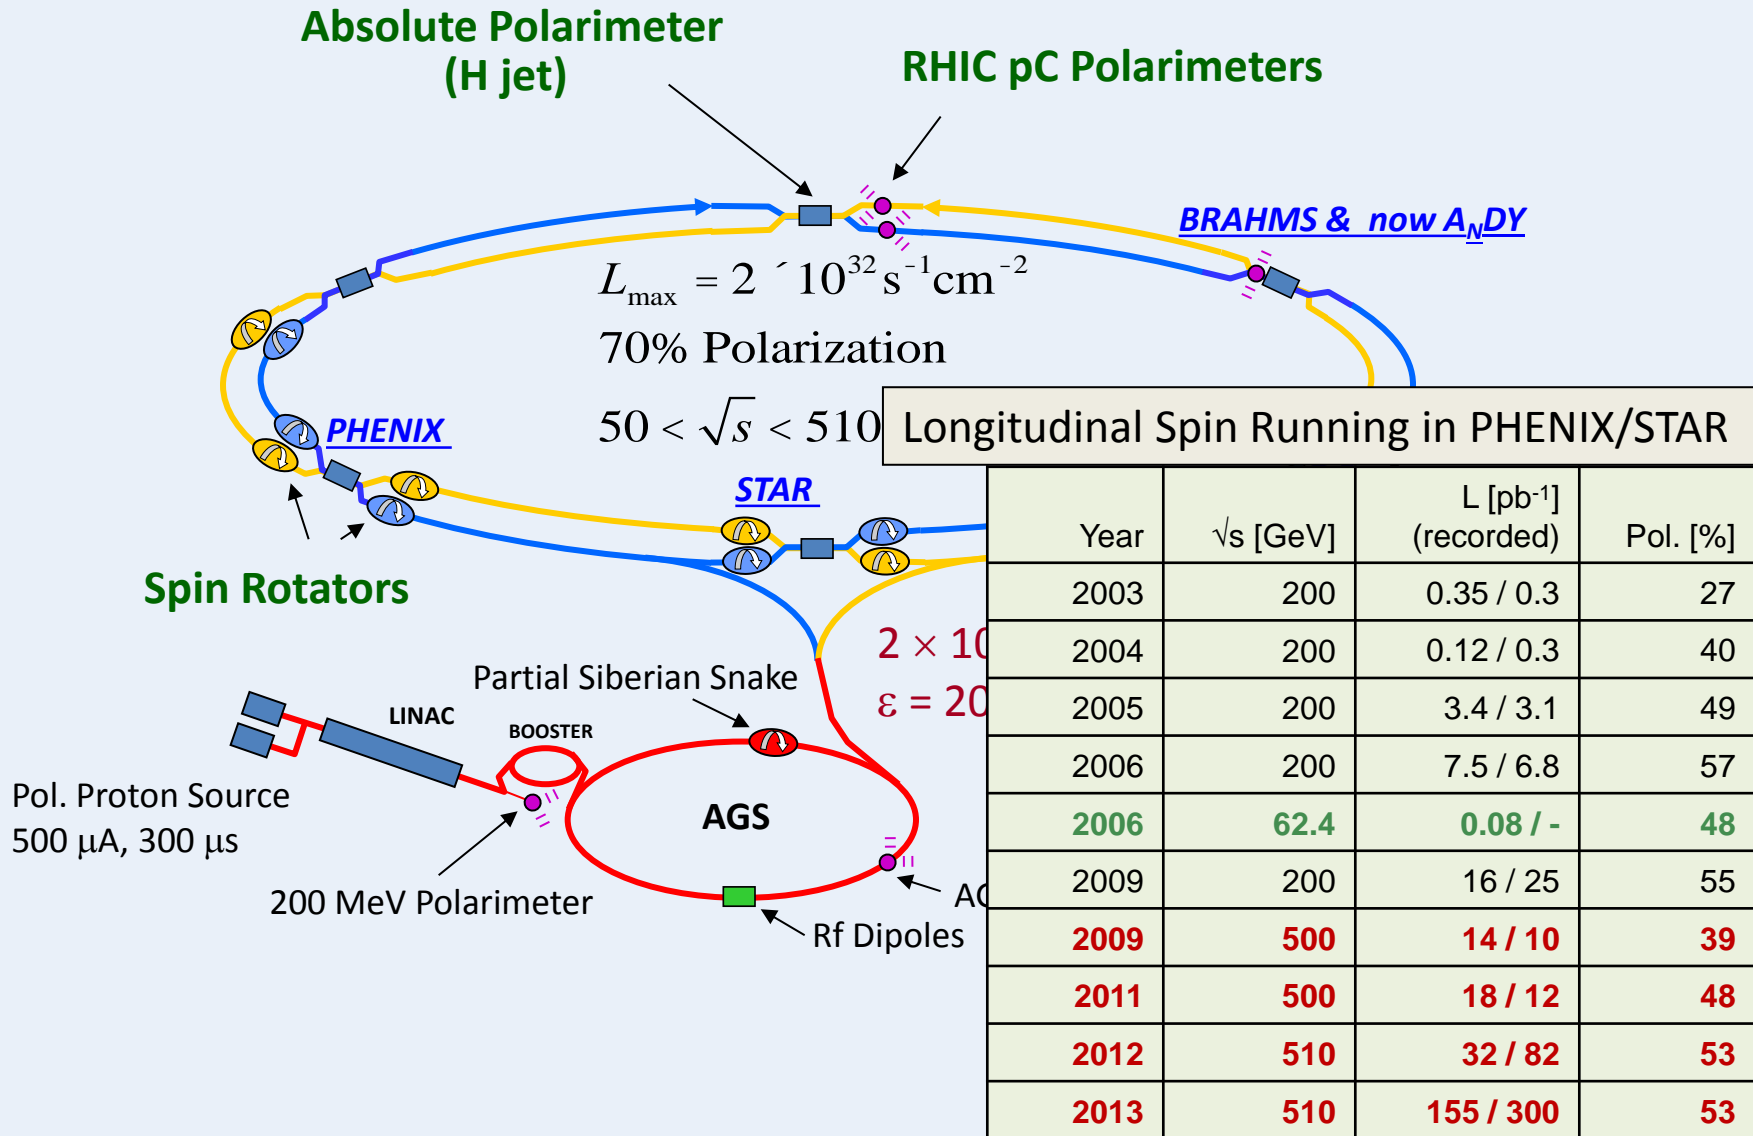 Absolute Polarimeter
(H jet)
RHIC pC Polarimeters
BRAHMS & now A_NDY
L_max = 2 ´ 10^32 s^-1 cm^-2
70% Polarization
50 < √s < 510
PHENIX
STAR
Spin Rotators
2 × 10
ε = 20
Partial Siberian Snake
LINAC
BOOSTER
AGS
Pol. Proton Source
500 μA, 300 μs
200 MeV Polarimeter
Rf Dipoles
Longitudinal Spin Running in PHENIX/STAR
Year √s [GeV] L [pb^-1] (recorded) Pol. [%]
2003 200 0.35 / 0.3 27
2004 200 0.12 / 0.3 40
2005 200 3.4 / 3.1 49
2006 200 7.5 / 6.8 57
2006 62.4 0.08 / - 48
2009 200 16 / 25 55
2009 500 14 / 10 39
2011 500 18 / 12 48
2012 510 32 / 82 53
2013 510 155 / 300 53